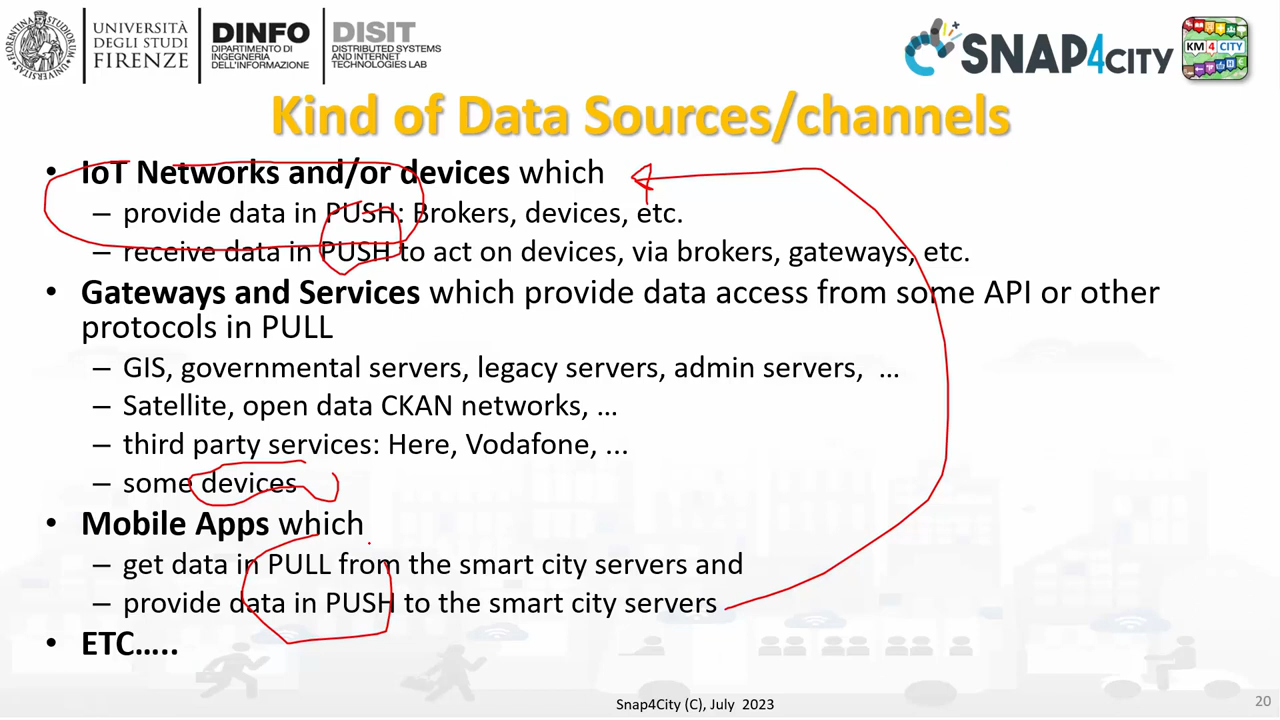 UNIVERSITÀ
DEGLI STUDI
FIRENZE
DINFO
DIPARTIMENTO DI
INGEGNERIA
DELL'INFORMAZIONE
DISIT
DISTRIBUTED SYSTEMS
AND INTERNET
TECHNOLOGIES LAB
SNAP4CITY
KM4CITY
Kind of Data Sources/channels
• IoT Networks and/or devices which
– provide data in PUSH: Brokers, devices, etc.
– receive data in PUSH to act on devices, via brokers, gateways, etc.
• Gateways and Services which provide data access from some API or other
protocols in PULL
– GIS, governmental servers, legacy servers, admin servers, …
– Satellite, open data CKAN networks, …
– third party services: Here, Vodafone, ...
– some devices
• Mobile Apps which
– get data in PULL from the smart city servers and
– provide data in PUSH to the smart city servers
• ETC…..
Snap4City (C), July 2023
20